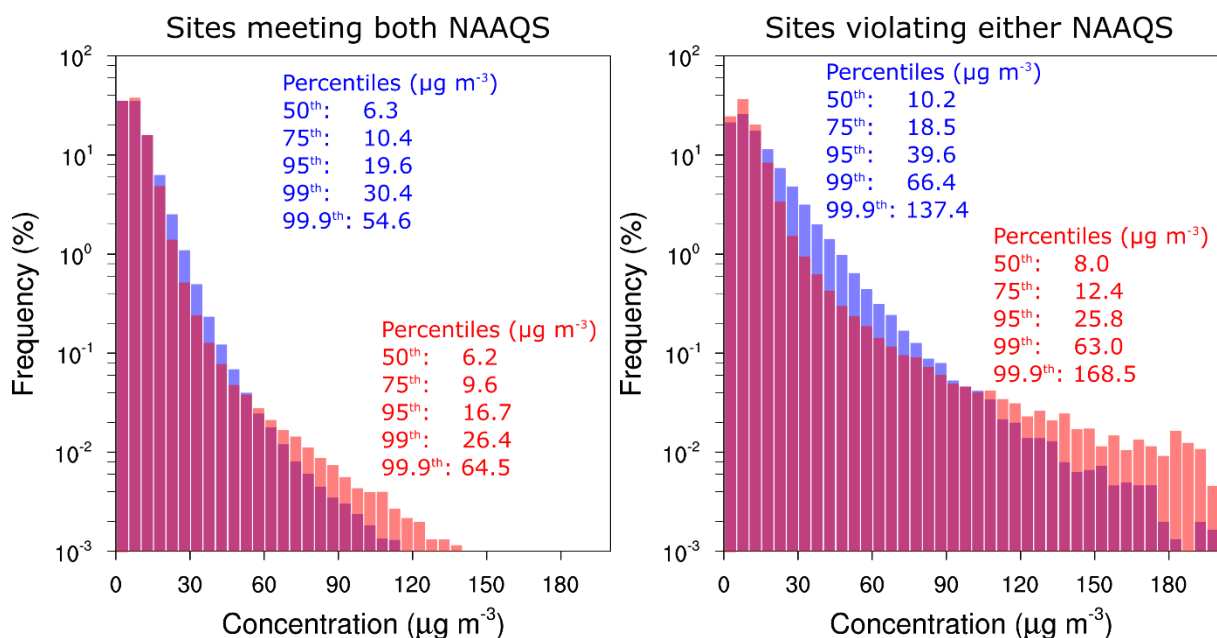 Sites meeting both NAAQS
Frequency (%)
10²
10¹
10⁰
10⁻¹
10⁻²
10⁻³
Percentiles (μg m⁻³)
50ᵗʰ: 6.3
75ᵗʰ: 10.4
95ᵗʰ: 19.6
99ᵗʰ: 30.4
99.9ᵗʰ: 54.6
Percentiles (μg m⁻³)
50ᵗʰ: 6.2
75ᵗʰ: 9.6
95ᵗʰ: 16.7
99ᵗʰ: 26.4
99.9ᵗʰ: 64.5
0 30 60 90 120 150 180
Concentration (μg m⁻³)
Sites violating either NAAQS
Frequency (%)
10²
10¹
10⁰
10⁻¹
10⁻²
10⁻³
Percentiles (μg m⁻³)
50ᵗʰ: 10.2
75ᵗʰ: 18.5
95ᵗʰ: 39.6
99ᵗʰ: 66.4
99.9ᵗʰ: 137.4
Percentiles (μg m⁻³)
50ᵗʰ: 8.0
75ᵗʰ: 12.4
95ᵗʰ: 25.8
99ᵗʰ: 63.0
99.9ᵗʰ: 168.5
0 30 60 90 120 150 180
Concentration (μg m⁻³)